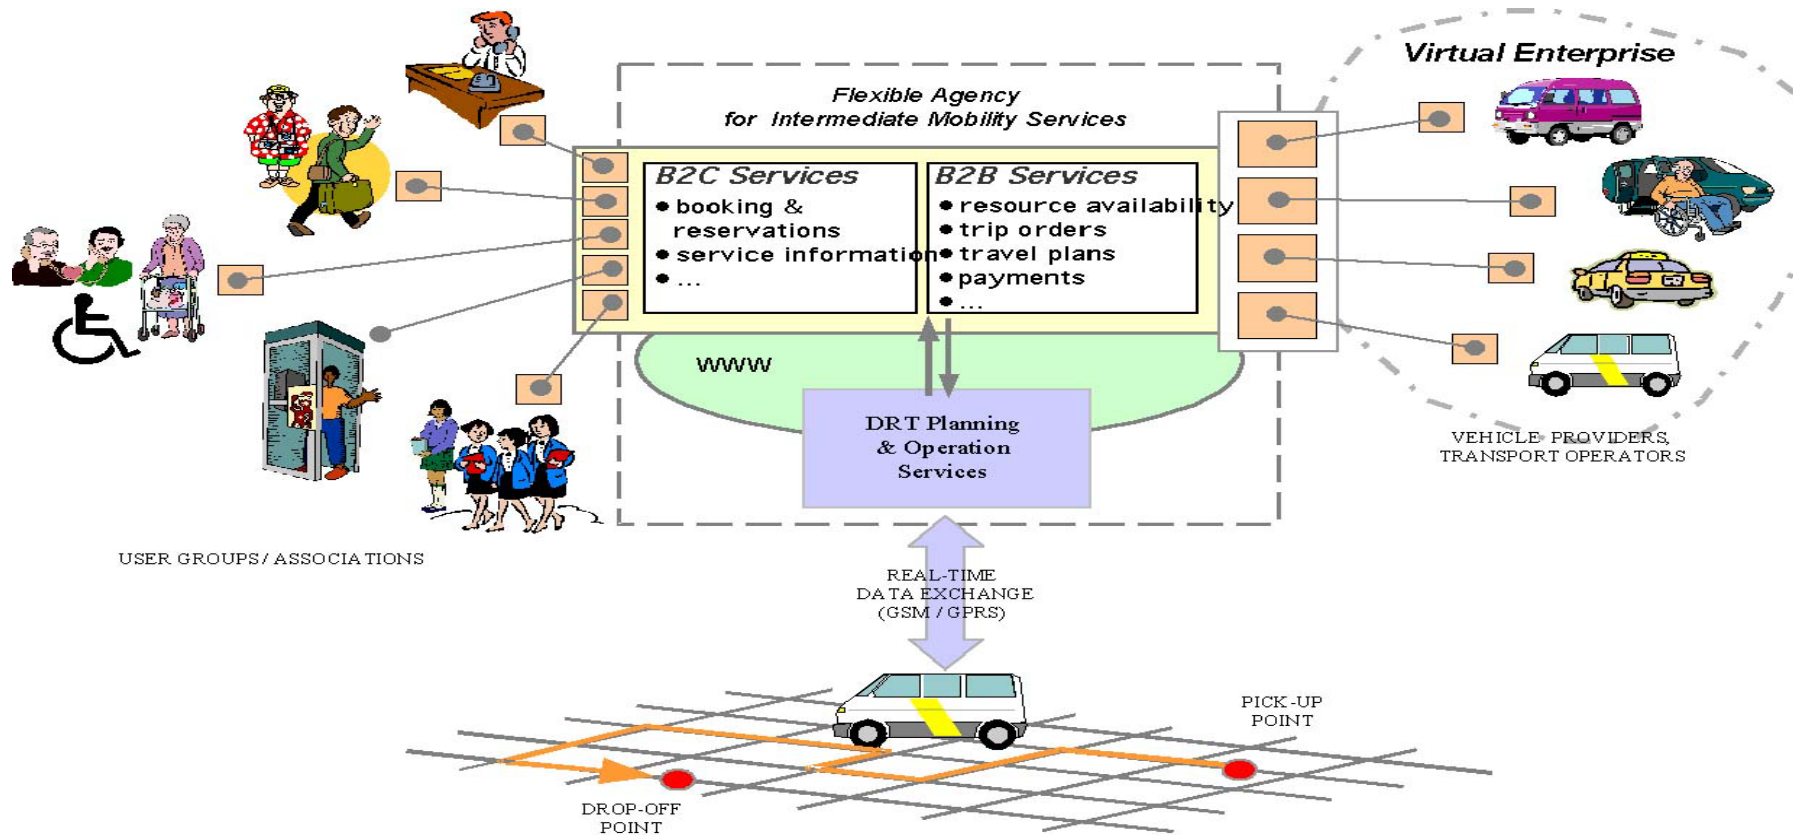 Virtual Enterprise
Flexible Agency
for Intermediate Mobility Services
B2C Services
• booking &
reservations
• service information
• ...
B2B Services
• resource availability
• trip orders
• travel plans
• payments
• ...
www
DRT Planning
& Operation
Services
VEHICLE PROVIDERS,
TRANSPORT OPERATORS
USER GROUPS / ASSOCIATIONS
REAL-TIME
DATA EXCHANGE
(GSM / GPRS)
PICK-UP
POINT
DROP-OFF
POINT